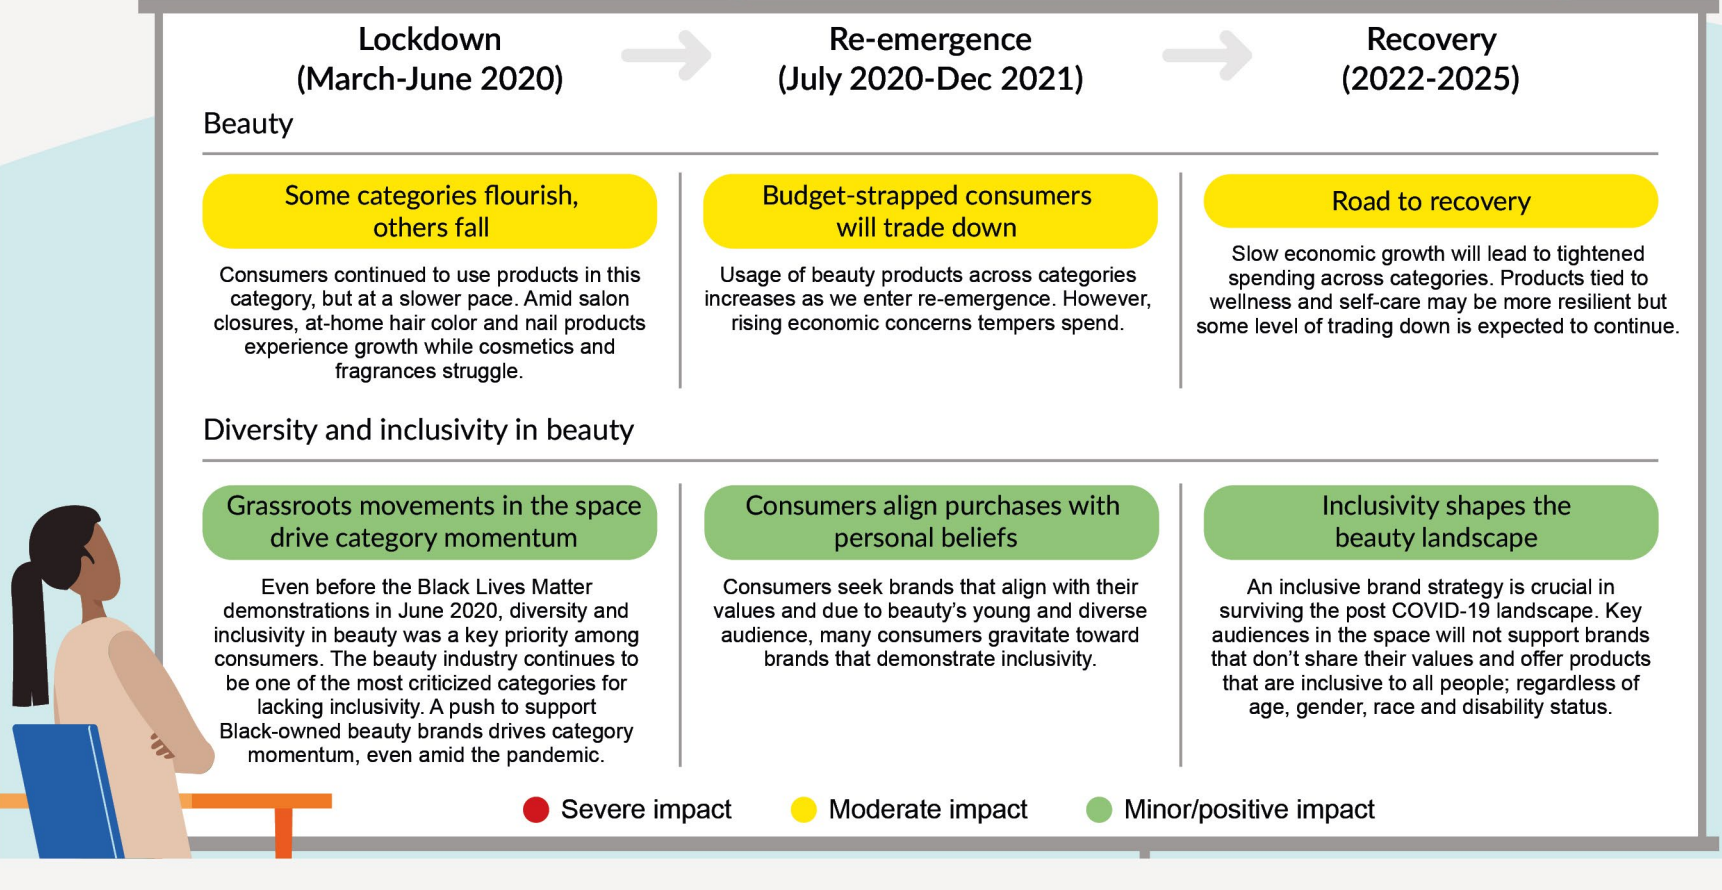 Lockdown
(March-June 2020)
Re-emergence
(July 2020-Dec 2021)
Recovery
(2022-2025)
Beauty
Some categories flourish,
others fall
Consumers continued to use products in this
category, but at a slower pace. Amid salon
closures, at-home hair color and nail products
experience growth while cosmetics and
fragrances struggle.
Budget-strapped consumers
will trade down
Usage of beauty products across categories
increases as we enter re-emergence. However,
rising economic concerns tempers spend.
Road to recovery
Slow economic growth will lead to tightened
spending across categories. Products tied to
wellness and self-care may be more resilient but
some level of trading down is expected to continue.
Diversity and inclusivity in beauty
Grassroots movements in the space
drive category momentum
Even before the Black Lives Matter
demonstrations in June 2020, diversity and
inclusivity in beauty was a key priority among
consumers. The beauty industry continues to
be one of the most criticized categories for
lacking inclusivity. A push to support
Black-owned beauty brands drives category
momentum, even amid the pandemic.
Consumers align purchases with
personal beliefs
Consumers seek brands that align with their
values and due to beauty's young and diverse
audience, many consumers gravitate toward
brands that demonstrate inclusivity.
Inclusivity shapes the
beauty landscape
An inclusive brand strategy is crucial in
surviving the post COVID-19 landscape. Key
audiences in the space will not support brands
that don't share their values and offer products
that are inclusive to all people; regardless of
age, gender, race and disability status.
Severe impact
Moderate impact
Minor/positive impact